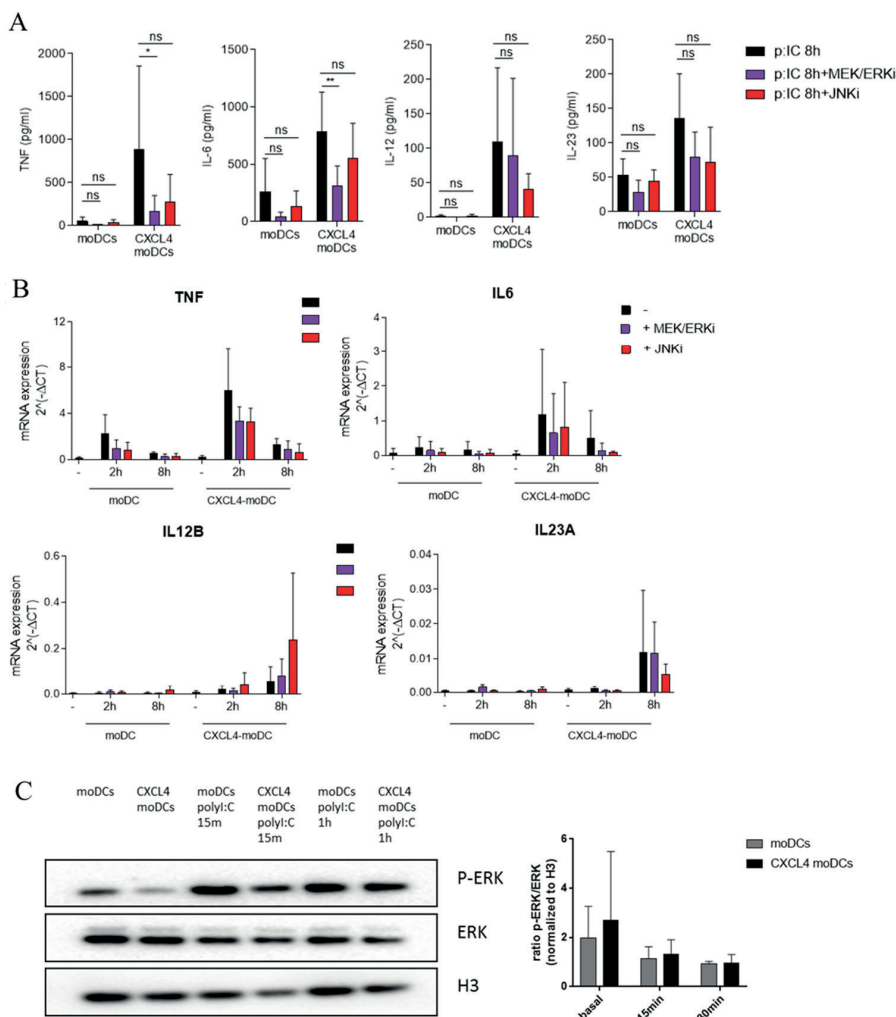 A
ns
*
ns
ns
2000
1500
1000
500
0
TNF (pg/ml)
moDCs
CXCL4
moDCs
ns
**
ns
ns
1500
1000
500
0
IL-6 (pg/ml)
moDCs
CXCL4
moDCs
ns
ns
ns
ns
250
200
150
100
50
0
IL-12 (pg/ml)
moDCs
CXCL4
moDCs
ns
ns
ns
ns
250
200
150
100
50
0
IL-23 (pg/ml)
moDCs
CXCL4
moDCs
p:IC 8h
p:IC 8h+MEK/ERKi
p:IC 8h+JNKi
B
TNF
12
8
4
0
mRNA expression
2^(-ΔCT)
- 2h 8h - 2h 8h
moDC CXCL4-moDC
IL6
4
3
2
1
0
mRNA expression
2^(-ΔCT)
- 2h 8h - 2h 8h
moDC CXCL4-moDC
-
+ MEK/ERKi
+ JNKi
IL12B
0.6
0.4
0.2
0.0
mRNA expression
2^(-ΔCT)
- 2h 8h - 2h 8h
moDC CXCL4-moDC
IL23A
0.04
0.03
0.02
0.01
0.00
mRNA expression
2^(-ΔCT)
- 2h 8h - 2h 8h
moDC CXCL4-moDC
C
moDCs
CXCL4
moDCs
moDCs
polyI:C
15m
CXCL4
moDCs
polyI:C
15m
moDCs
polyI:C
1h
CXCL4
moDCs
polyI:C
1h
P-ERK
ERK
H3
6
4
2
0
ratio p-ERK/ERK
(normalized to H3)
moDCs
CXCL4 moDCs
basal